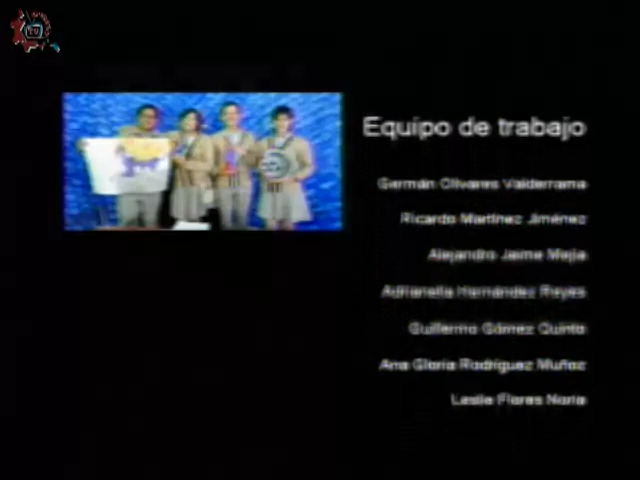 TV
Equipo de trabajo
Germán Olivares Valderrama
Ricardo Martínez Jiménez
Alejandro Jaime Mejía
Hernández Reyes
Guillermo Gómez Quinto
Ana Gloria Rodríguez Muñoz
Leslie Flores Noria